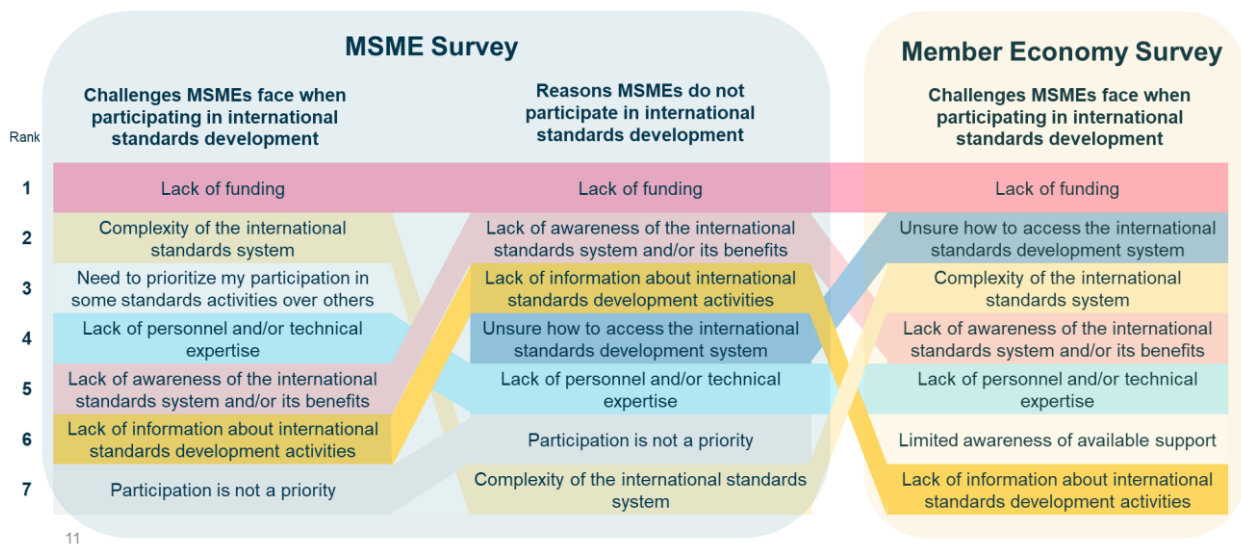 MSME Survey
Member Economy Survey
Challenges MSMEs face when
participating in international
standards development
Reasons MSMEs do not
participate in international
standards development
Challenges MSMEs face when
participating in international
standards development
Rank
1
Lack of funding
Lack of funding
Lack of funding
2
Complexity of the international
standards system
Lack of awareness of the international
standards system and/or its benefits
Unsure how to access the international
standards development system
3
Need to prioritize my participation in
some standards activities over others
Lack of information about international
standards development activities
Complexity of the international
standards system
4
Lack of personnel and/or technical
expertise
Unsure how to access the international
standards development system
Lack of awareness of the international
standards system and/or its benefits
5
Lack of awareness of the international
standards system and/or its benefits
Lack of personnel and/or technical
expertise
Lack of personnel and/or technical
expertise
6
Lack of information about international
standards development activities
Participation is not a priority
Limited awareness of available support
7
Participation is not a priority
Complexity of the international standards
system
Lack of information about international
standards development activities
11